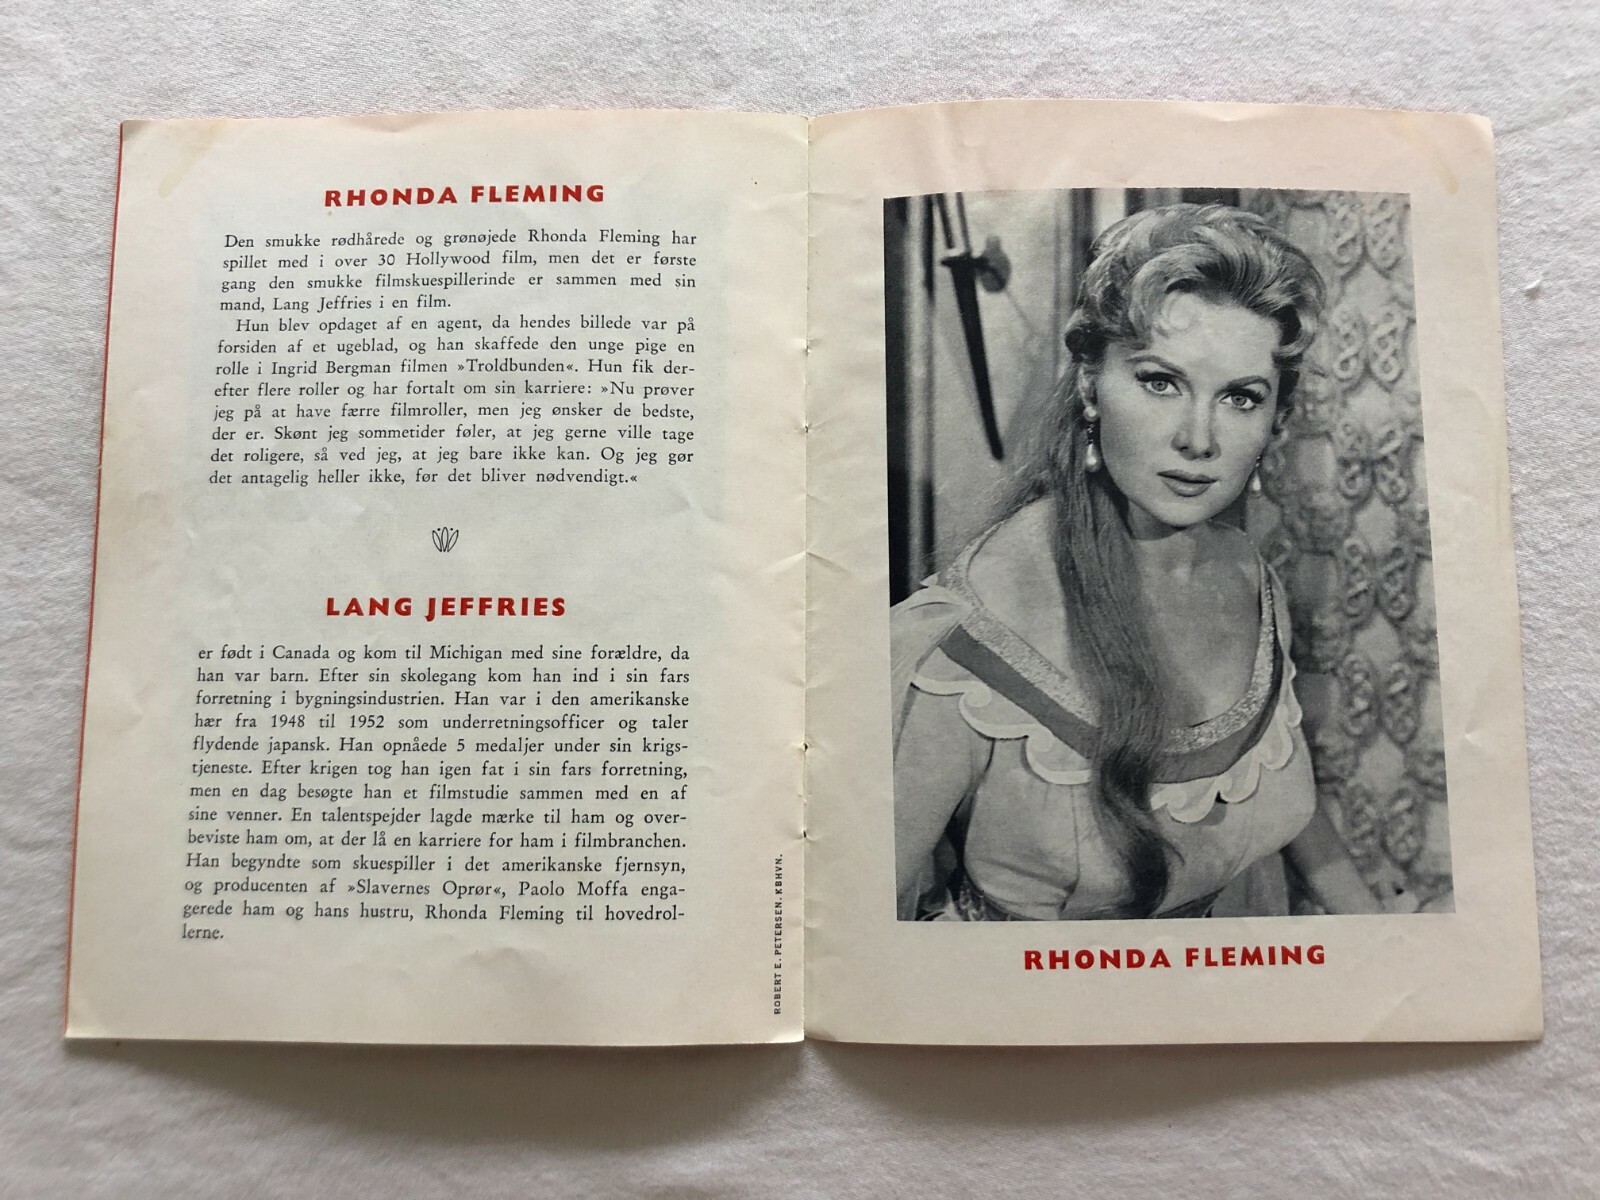 RHONDA FLEMING
Den smukke rødhårede og grønøjede Rhonda Fleming har
spillet med i over 30 Hollywood film, men det er første
gang den smukke filmskuespillerinde er sammen med sin
mand, Lang Jeffries i en film.
Hun blev opdaget af en agent, da hendes billede var på
forsiden af et ugeblad, og han skaffede den unge pige en
rolle i Ingrid Bergman filmen »Troldbunden«. Hun fik der-
efter flere roller og har fortalt om sin karriere: »Nu prøver
jeg på at have færre filmroller, men jeg ønsker de bedste,
der er. Skønt jeg sommetider føler, at jeg gerne ville tage
det roligere, så ved jeg, at jeg bare ikke kan. Og jeg gør
det antagelig heller ikke, før det bliver nødvendigt.«
LANG JEFFRIES
er født i Canada og kom til Michigan med sine forældre, da
han var barn. Efter sin skolegang kom han ind i sin fars
forretning i bygningsindustrien. Han var i den amerikanske
hær fra 1948 til 1952 som underretningsofficer og taler
flydende japansk. Han opnåede 5 medaljer under sin krigs-
tjeneste. Efter krigen tog han igen fat i sin fars forretning,
men en dag besøgte han et filmstudie sammen med en af
sine venner. En talentspejder lagde mærke til ham og over-
beviste ham om, at der lå en karriere for ham i filmbranchen.
Han begyndte som skuespiller i det amerikanske fjernsyn,
og producenten af »Slavernes Oprør«, Paolo Moffa enga-
gerede ham og hans hustru, Rhonda Fleming til hovedrol-
lerne.
ROBERT E. PETERSEN. KBHVN.
RHONDA FLEMING